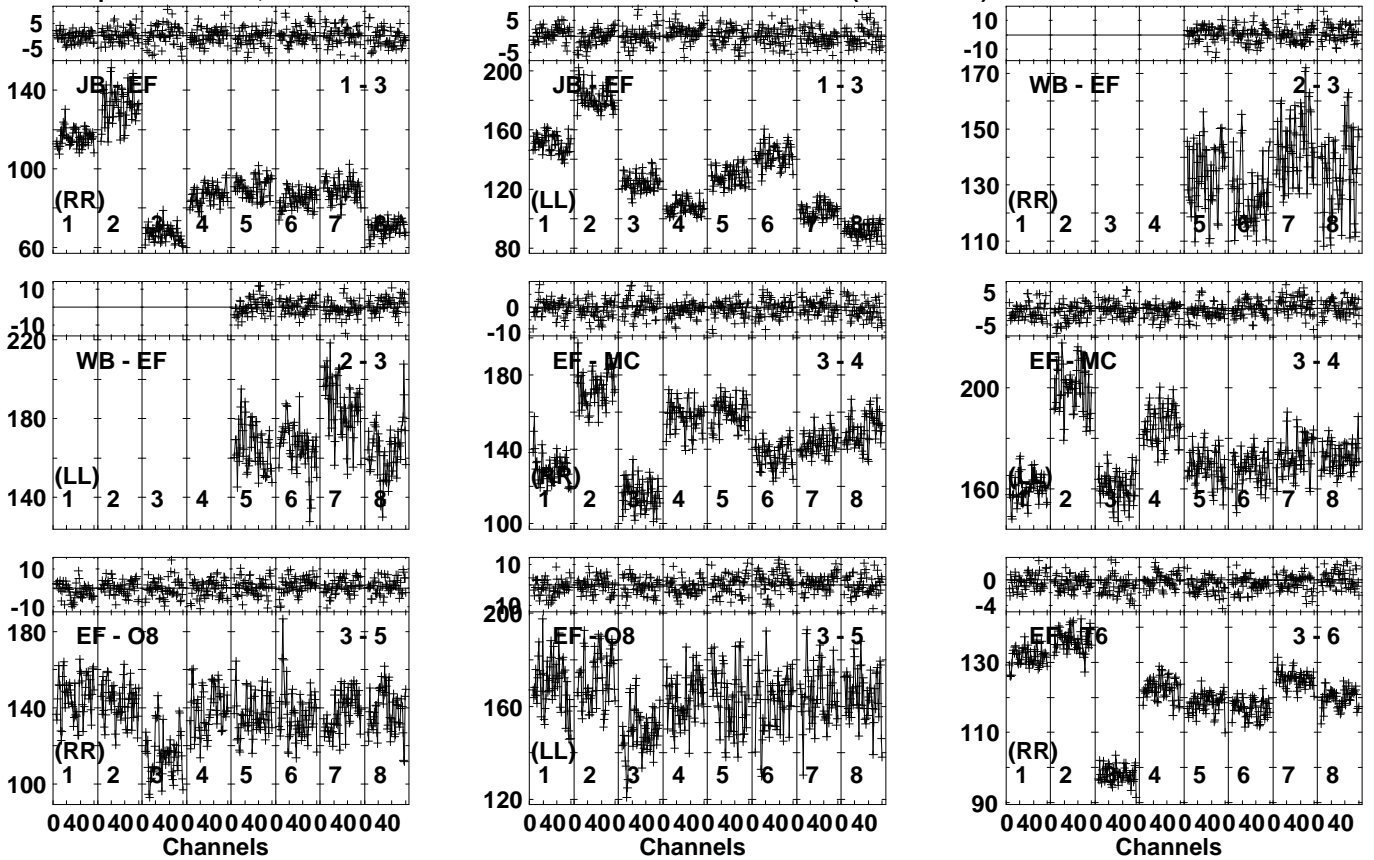 5
-5
JB - EF 1 - 3
140
100
60
(RR)
1 2 3 4 5 6 7 8
5
-5
JB - EF 1 - 3
200
160
120
80
(LL)
1 2 3 4 5 6 7 8
10
-10
WB - EF 2 - 3
170
150
130
110
(RR)
1 2 3 4 5 6 7 8
10
-10
WB - EF 2 - 3
220
180
140
(LL)
1 2 3 4 5 6 7 8
0
-10
EF - MC 3 - 4
180
140
100
(RR)
1 2 3 4 5 6 7 8
5
-5
EF - MC 3 - 4
200
160
(LL)
1 2 3 4 5 6 7 8
10
-10
EF - O8 3 - 5
180
140
100
(RR)
1 2 3 4 5 6 7 8
0 40 0 40 0 40 0 40 0 40 0 40 0 40 0 40
Channels
10
-10
EF - O8 3 - 5
200
160
120
(LL)
1 2 3 4 5 6 7 8
0 40 0 40 0 40 0 40 0 40 0 40 0 40 0 40
Channels
0
-4
EF - T6 3 - 6
130
110
90
(RR)
1 2 3 4 5 6 7 8
0 40 0 40 0 40 0 40 0 40 0 40 0 40 0 40
Channels